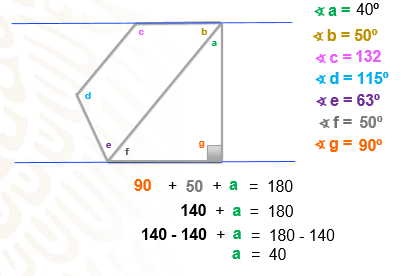 c
b
a
d
e
f
g
∢ a = 40º
∢ b = 50º
∢ c = 132
∢ d = 115º
∢ e = 63º
∢ f = 50º
∢ g = 90º
90 + 50 + a = 180
140 + a = 180
140 - 140 + a = 180 - 140
a = 40